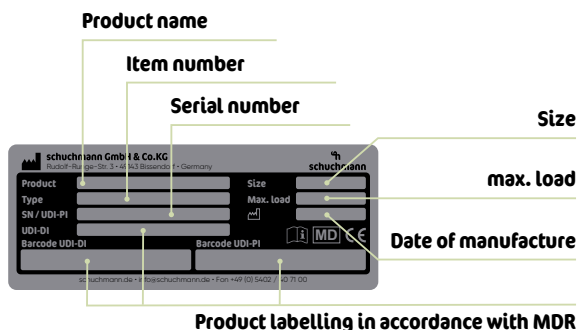 Product name
Item number
Serial number
Size
max. load
Date of manufacture
schuchmann GmbH & Co.KG
Rudolf-Runge-Str. 3 • 49143 Bissendorf • Germany
schuchmann
Product
Size
Type
Max. load
SN / UDI-PI
UDI-DI
MD CE
Barcode UDI-DI
Barcode UDI-PI
schuchmann.de • info@schuchmann.de • Fon +49 (0) 5402 / 40 71 00
Product labelling in accordance with MDR